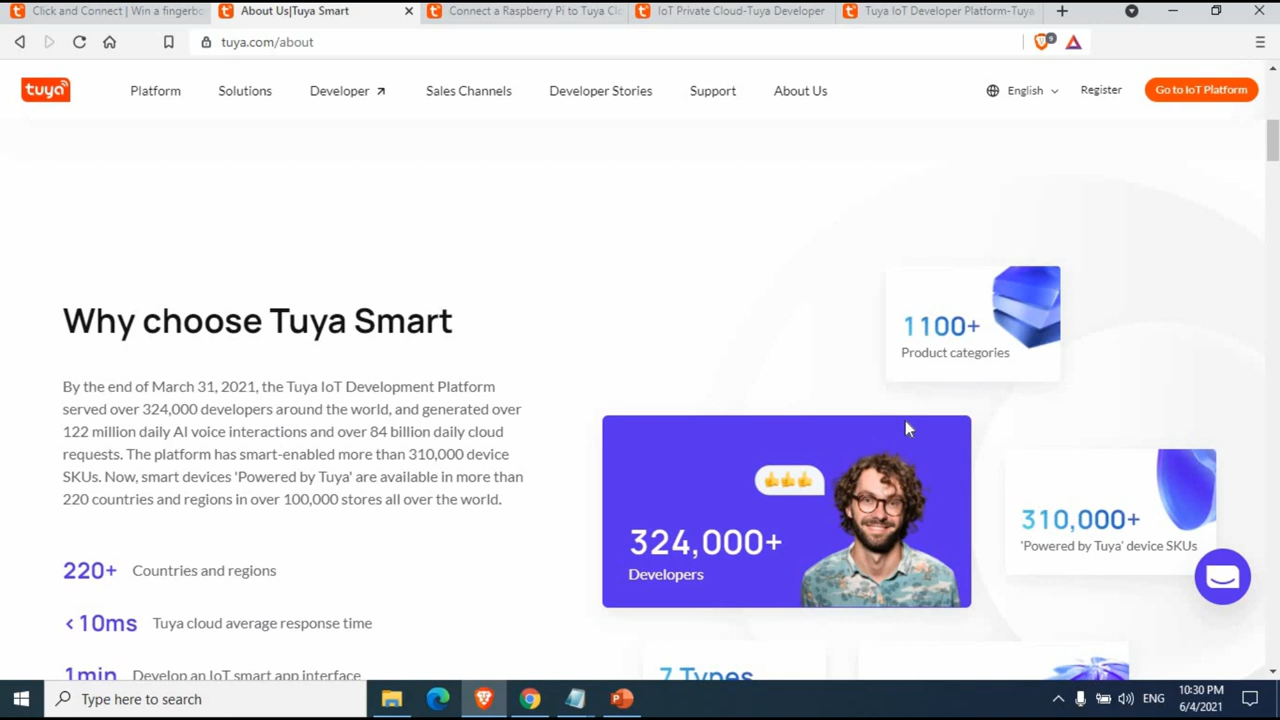 Click and Connect | Win a fingerbo
About Us|Tuya Smart
Connect a Raspberry Pi to Tuya Clo
IoT Private Cloud-Tuya Developer
Tuya IoT Developer Platform-Tuya
tuya.com/about
9
tuya
Platform
Solutions
Developer
Sales Channels
Developer Stories
Support
About Us
English
Register
Go to IoT Platform
Why choose Tuya Smart
By the end of March 31, 2021, the Tuya IoT Development Platform
served over 324,000 developers around the world, and generated over
122 million daily AI voice interactions and over 84 billion daily cloud
requests. The platform has smart-enabled more than 310,000 device
SKUs. Now, smart devices 'Powered by Tuya' are available in more than
220 countries and regions in over 100,000 stores all over the world.
220+ Countries and regions
<10ms Tuya cloud average response time
1min Develop an IoT smart app interface
1100+
Product categories
324,000+
Developers
310,000+
'Powered by Tuya' device SKUs
7 Types
Type here to search
ENG
10:30 PM
6/4/2021